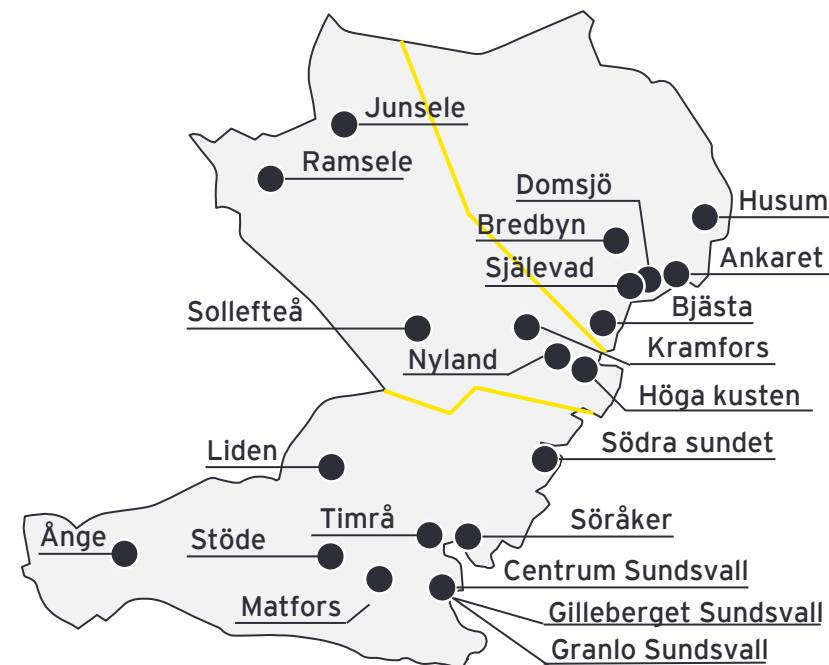 Junsele
Ramsele
Domsjö
Husum
Bredbyn
Själevad
Ankaret
Sollefteå
Bjästa
Nyland
Kramfors
Höga kusten
Liden
Södra sundet
Timrå
Söråker
Ånge
Stöde
Centrum Sundsvall
Matfors
Gilleberget Sundsvall
Granlo Sundsvall